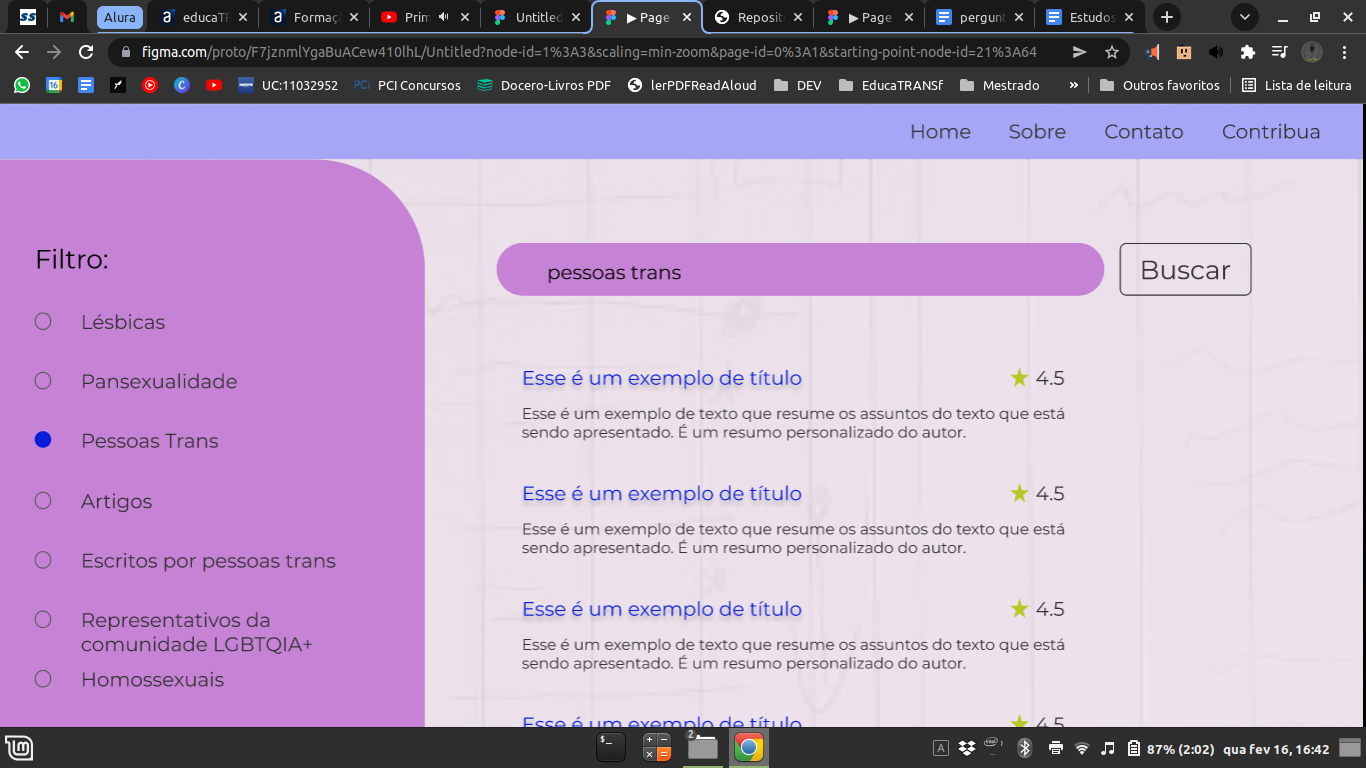 Alura
educaTR
Formaç
Prim
Untitled
▶ Page
Reposit
▶ Page
pergunt
Estudos
figma.com/proto/F7jznmlYgaBuACew410lhL/Untitled?node-id=1%3A3&scaling=min-zoom&page-id=0%3A1&starting-point-node-id=21%3A64
UC:11032952
PCI Concursos
Docero-Livros PDF
lerPDFReadAloud
DEV
EducaTRANSf
Mestrado
»
Outros favoritos
Lista de leitura
Home
Sobre
Contato
Contribua
Filtro:
Lésbicas
Pansexualidade
Pessoas Trans
Artigos
Escritos por pessoas trans
Representativos da
comunidade LGBTQIA+
Homossexuais
pessoas trans
Buscar
Esse é um exemplo de título
★ 4.5
Esse é um exemplo de texto que resume os assuntos do texto que está
sendo apresentado. É um resumo personalizado do autor.
Esse é um exemplo de título
★ 4.5
Esse é um exemplo de texto que resume os assuntos do texto que está
sendo apresentado. É um resumo personalizado do autor.
Esse é um exemplo de título
★ 4.5
Esse é um exemplo de texto que resume os assuntos do texto que está
sendo apresentado. É um resumo personalizado do autor.
Esse é um exemplo de título
★ 4.5
2
A
87% (2:02)
qua fev 16, 16:42